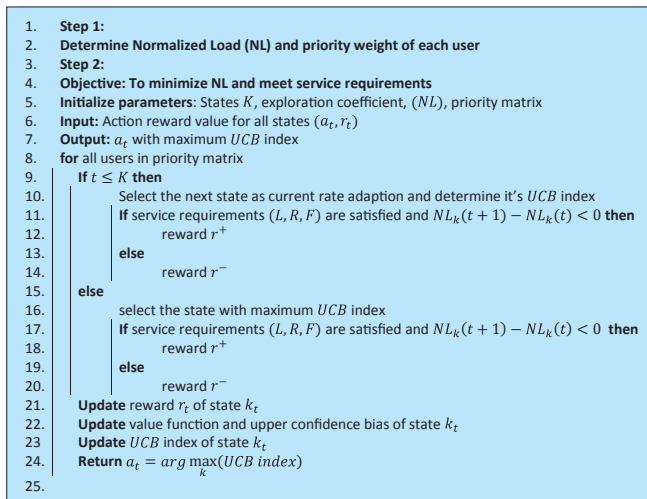 1. Step 1:
2. Determine Normalized Load (NL) and priority weight of each user
3. Step 2:
4. Objective: To minimize NL and meet service requirements
5. Initialize parameters: States K, exploration coefficient, (NL), priority matrix
6. Input: Action reward value for all states (a_t, r_t)
7. Output: a_t with maximum UCB index
8. for all users in priority matrix
9. If t ≤ K then
10. Select the next state as current rate adaption and determine it's UCB index
11. If service requirements (L, R, F) are satisfied and NL_k(t + 1) − NL_k(t) < 0 then
12. reward r⁺
13. else
14. reward r⁻
15. else
16. select the state with maximum UCB index
17. If service requirements (L, R, F) are satisfied and NL_k(t + 1) − NL_k(t) < 0 then
18. reward r⁺
19. else
20. reward r⁻
21. Update reward r_t of state k_t
22. Update value function and upper confidence bias of state k_t
23 Update UCB index of state k_t
24. Return a_t = arg max_k(UCB index)
25.